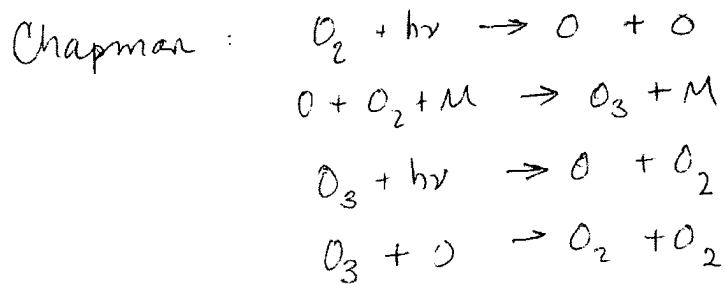 Chapman : O₂ + hν → O + O
O + O₂ + M → O₃ + M
O₃ + hν → O + O₂
O₃ + O → O₂ + O₂